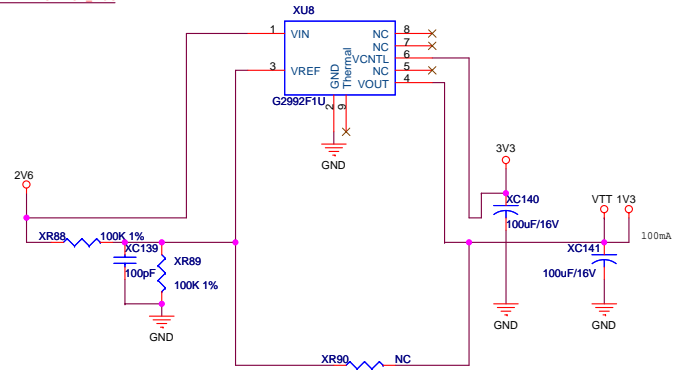 XU8
1 VIN NC 8
NC 7
VCNTL 6
3 VREF NC 5
VOUT 4
GND
Thermal
G2992F1U
2
9
GND
2V6
3V3
XC140
100uF/16V
VTT 1V3
100mA
XR88 100K 1%
XC139
100pF
XR89
100K 1%
XC141
100uF/16V
GND
GND
GND
XR90 NC